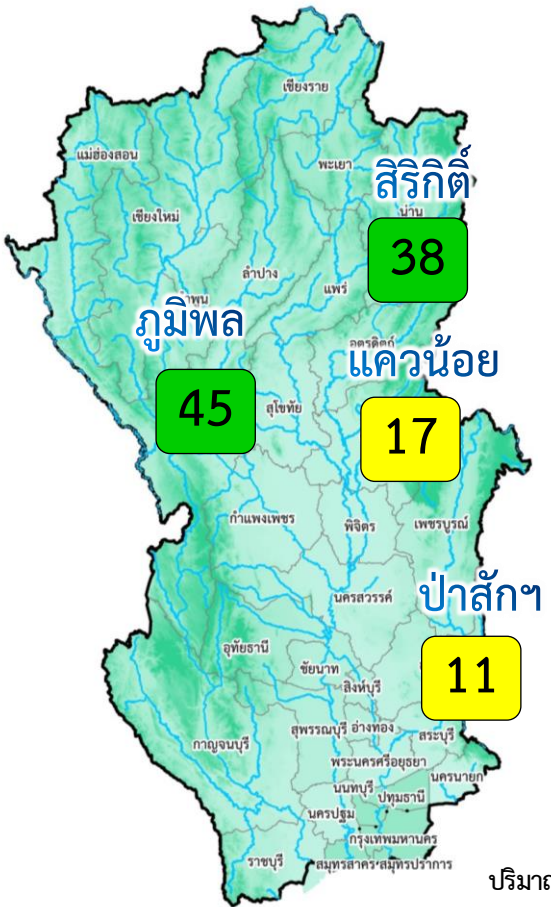 เชียงราย
แม่ฮ่องสอน
พะเยา
สิริกิติ์
น่าน
เชียงใหม่
38
ลำปาง
แพร่
ภูมิพล
อุตรดิตถ์
แควน้อย
45
สุโขทัย
17
กำแพงเพชร
พิจิตร
เพชรบูรณ์
นครสวรรค์
ป่าสักฯ
อุทัยธานี
ชัยนาท
11
สิงห์บุรี
สุพรรณบุรี อ่างทอง
สระบุรี
กาญจนบุรี
พระนครศรีอยุธยา
นครนายก
นนทบุรี
ปทุมธานี
นครปฐม
กรุงเทพมหานคร
ราชบุรี
สมุทรสาคร สมุทรปราการ